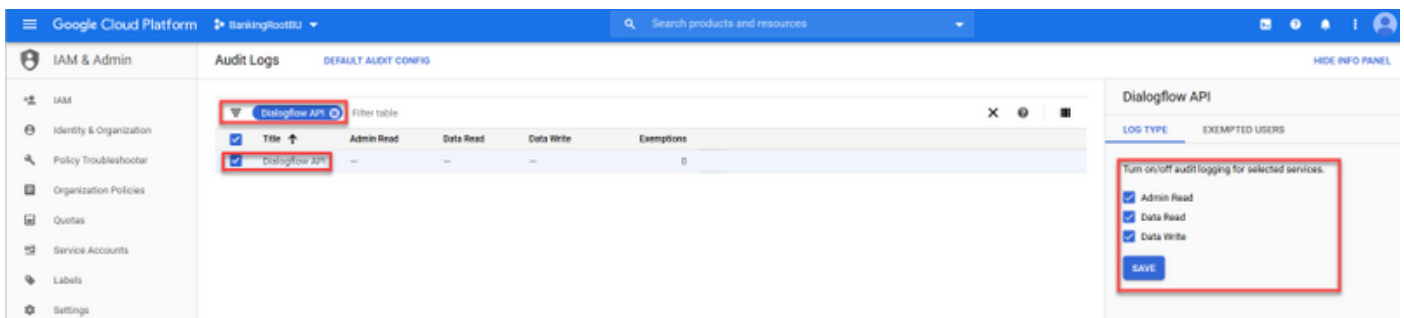 Google Cloud Platform BankingRootBU Search products and resources
IAM & Admin Audit Logs DEFAULT AUDIT CONFIG HIDE INFO PANEL
IAM
Identity & Organization
Policy Troubleshooter
Organization Policies
Quotas
Service Accounts
Labels
Settings
Dialogflow API Filter table
Title Admin Read Data Read Data Write Exemptions
Dialogflow API — — — 0
Dialogflow API
LOG TYPE EXEMPTED USERS
Turn on/off audit logging for selected services.
Admin Read
Data Read
Data Write
SAVE